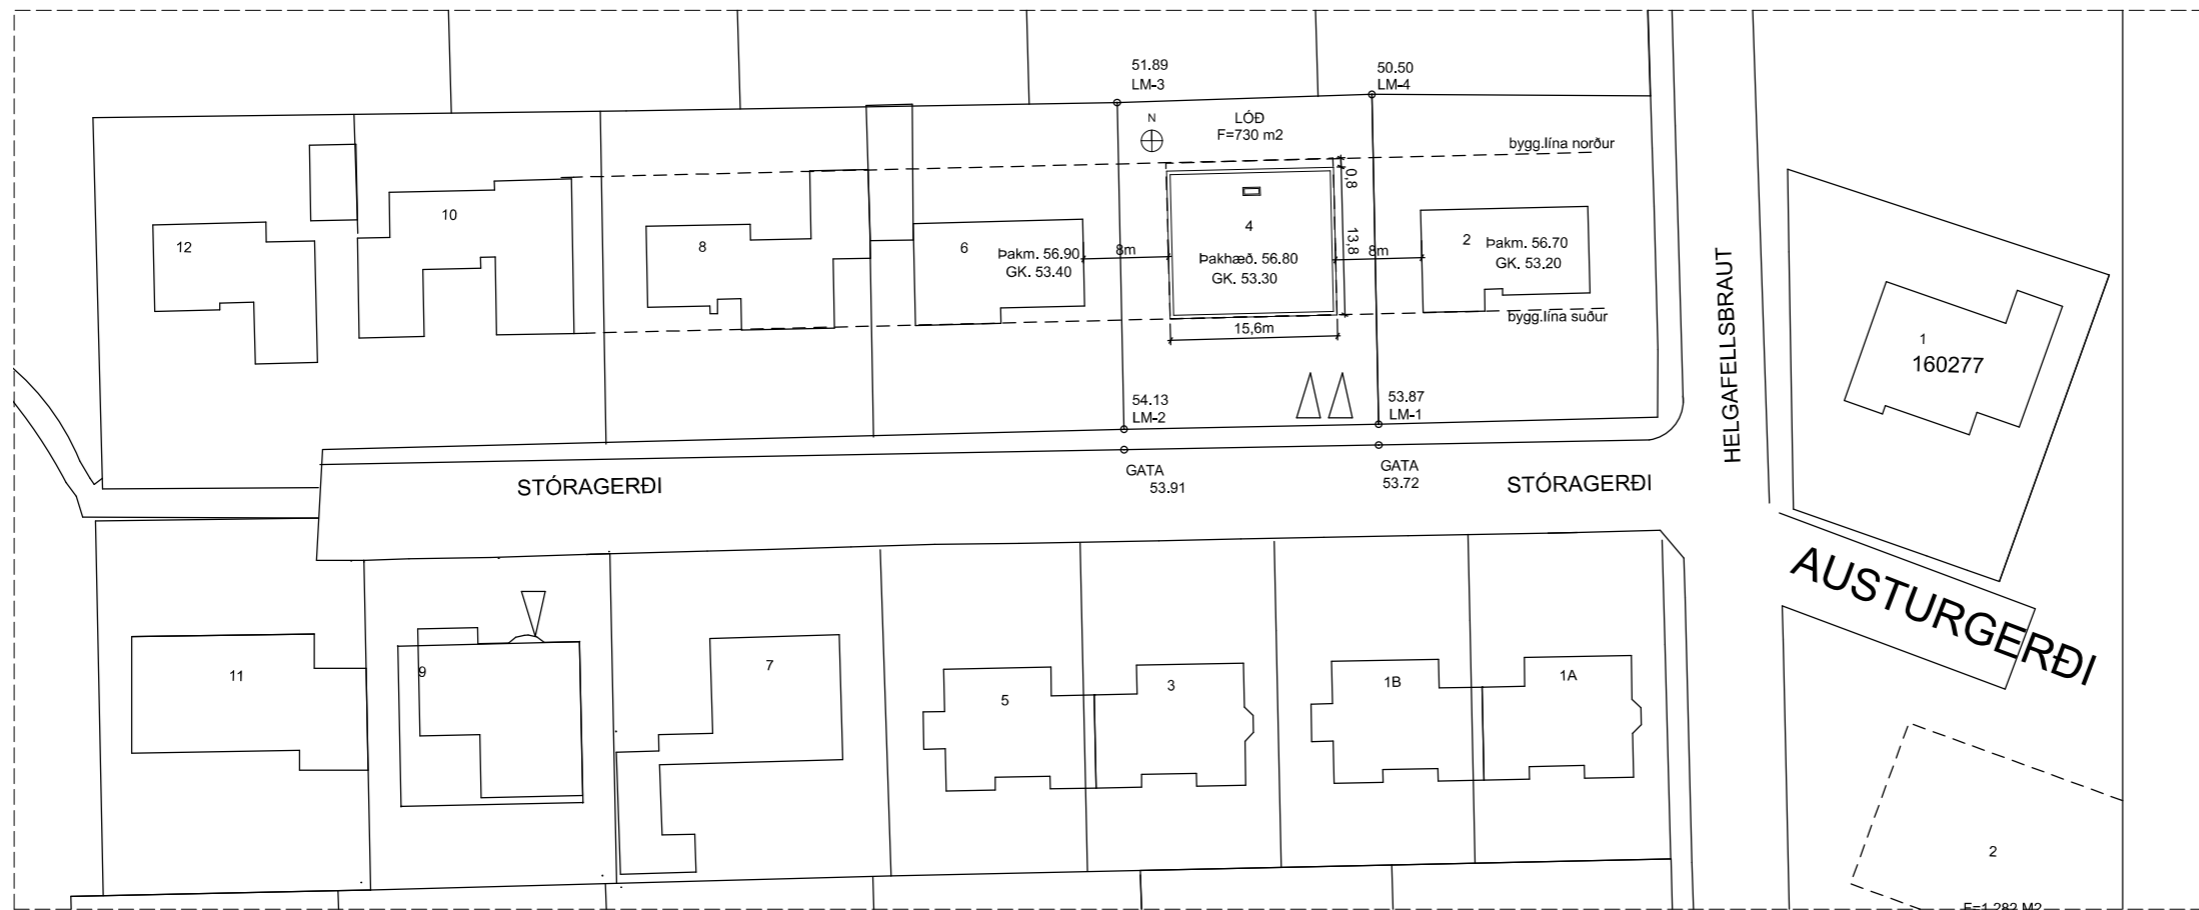 51.89
LM-3
50.50
LM-4
N
LÓÐ
F=730 m2
bygg.lína norður
0,8
13,8
12
10
8
6
Þakm. 56.90
GK. 53.40
8m
4
Þakhæð. 56.80
GK. 53.30
8m
2
Þakm. 56.70
GK. 53.20
bygg.lína suður
15,6m
HELGAFELLSBRAUT
1
160277
54.13
LM-2
53.87
LM-1
STÓRAGERÐI
GATA
53.91
GATA
53.72
STÓRAGERÐI
AUSTURGERÐI
11
9
7
5
3
1B
1A
2
F=1.282 M2